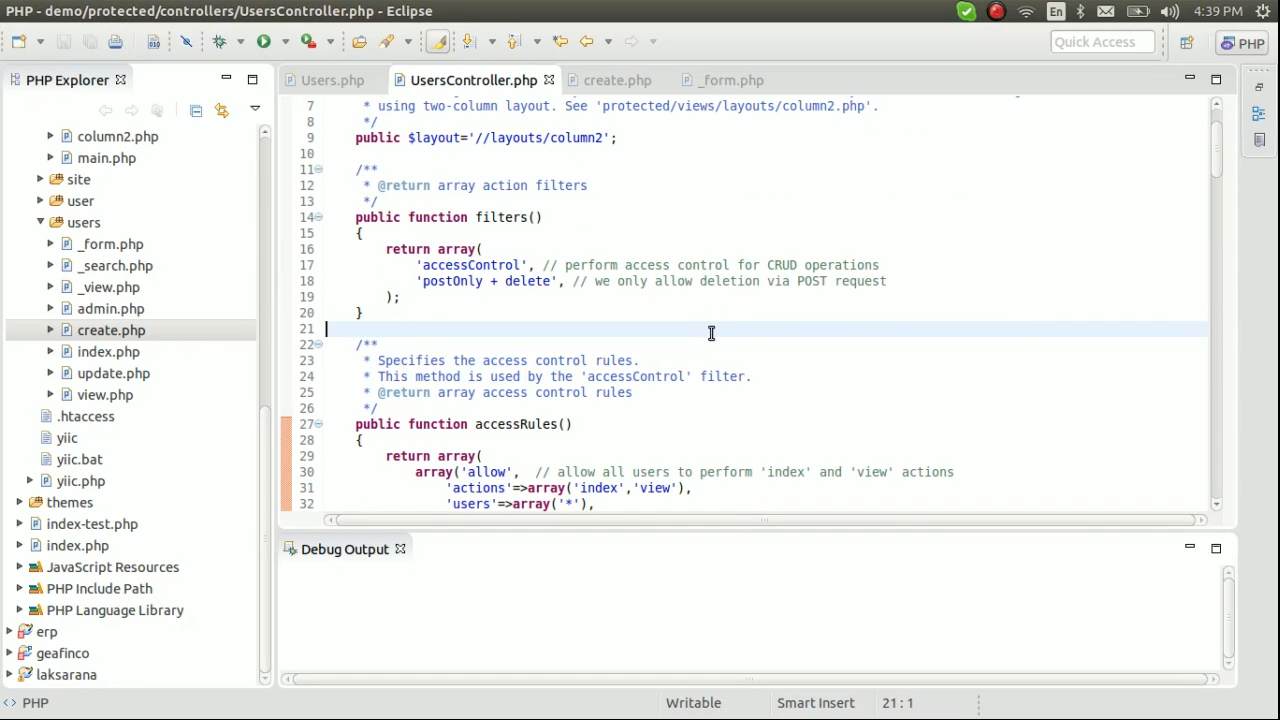 PHP - demo/protected/controllers/UsersController.php - Eclipse
En
4:39 PM
010
Quick Access
PHP
PHP Explorer
column2.php
main.php
site
user
users
_form.php
_search.php
_view.php
admin.php
create.php
index.php
update.php
view.php
.htaccess
yiic
yiic.bat
yiic.php
themes
index-test.php
index.php
JavaScript Resources
PHP Include Path
PHP Language Library
erp
geafinco
laksarana
Users.php
UsersController.php
create.php
_form.php
7 * using two-column layout. See 'protected/views/layouts/column2.php'.
8 */
9 public $layout='//layouts/column2';
10
11 /**
12 * @return array action filters
13 */
14 public function filters()
15 {
16 return array(
17 'accessControl', // perform access control for CRUD operations
18 'postOnly + delete', // we only allow deletion via POST request
19 );
20 }
21
22 /**
23 * Specifies the access control rules.
24 * This method is used by the 'accessControl' filter.
25 * @return array access control rules
26 */
27 public function accessRules()
28 {
29 return array(
30 array('allow', // allow all users to perform 'index' and 'view' actions
31 'actions'=>array('index','view'),
32 'users'=>array('*'),
Debug Output
PHP
Writable
Smart Insert
21 : 1